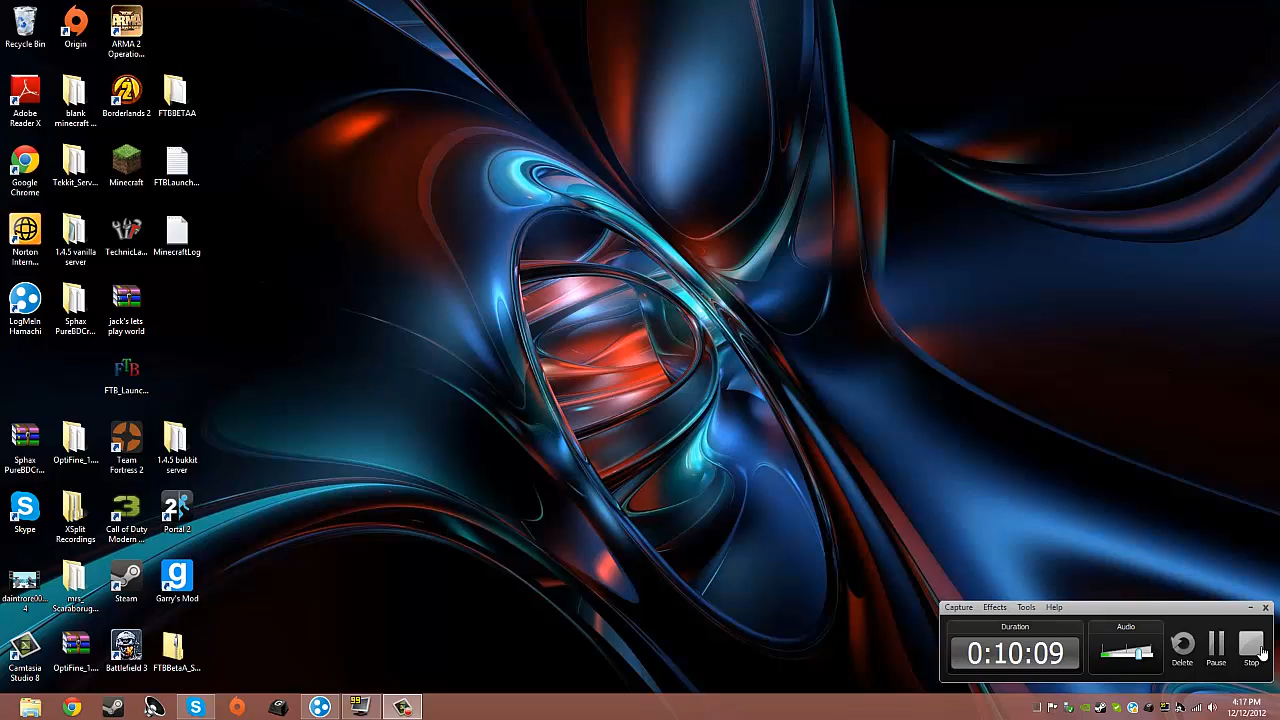 Recycle Bin
Origin
ARMA 2
Operatio...
Adobe
Reader X
blank
minecraft ...
Borderlands 2
FTBBETAA
Google
Chrome
Tekkit_Serv...
Minecraft
FTBLaunch...
Norton
Intern...
1.4.5 vanilla
server
TechnicLa...
MinecraftLog
LogMeIn
Hamachi
Sphax
PureBDCr...
jack's lets
play world
FTB
FTB_Launc...
Sphax
PureBDCr...
OptiFine_1....
Team
Fortress 2
1.4.5 bukkit
server
Skype
XSplit
Recordings
Call of Duty
Modern ...
Portal 2
4
mrs
Scaraborug...
Steam
Garry's Mod
Camtasia
Studio 8
OptiFine_1....
Battlefield 3
FTBBetaA_S...
Capture Effects Tools Help
Duration
Audio
0:10:09
Delete
Pause
Stop
99
4:17 PM
12/12/2012